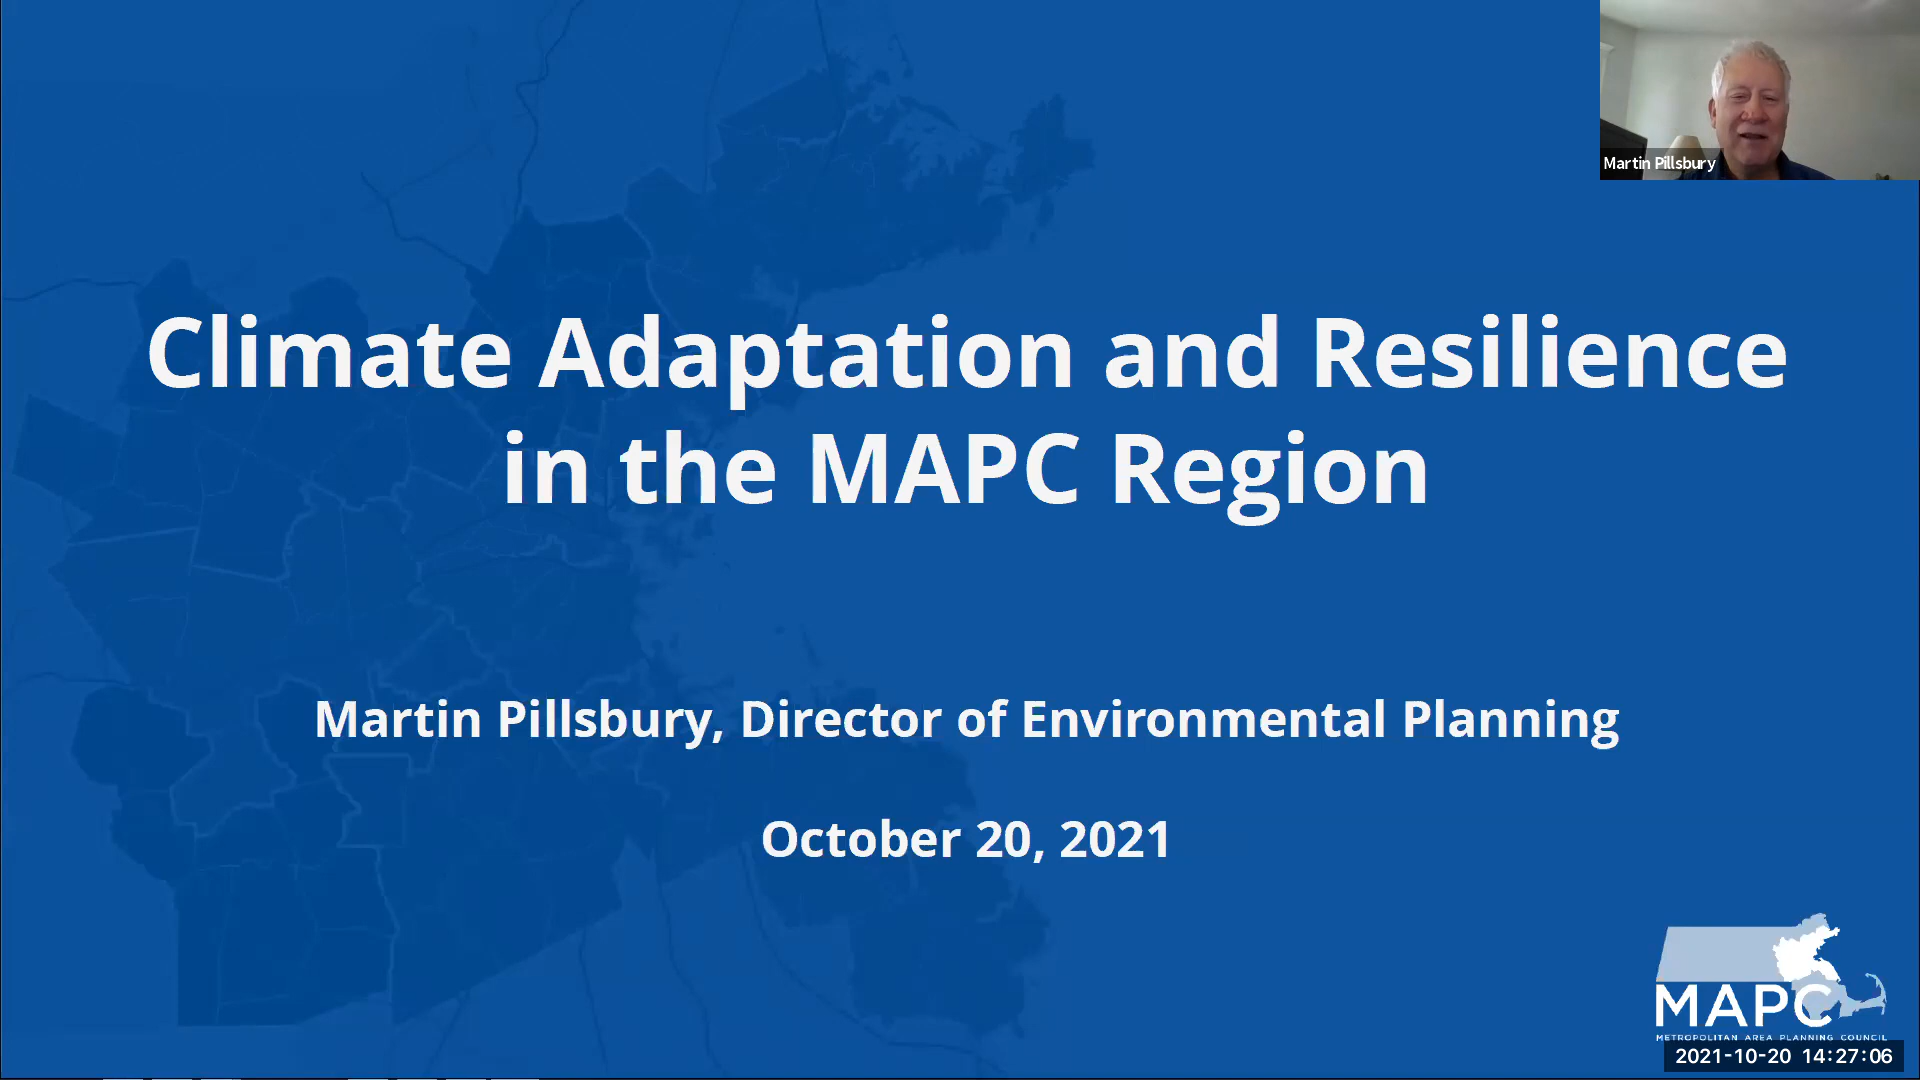 Martin Pillsbury
Climate Adaptation and Resilience
in the MAPC Region
Martin Pillsbury, Director of Environmental Planning
October 20, 2021
MAPC
METROPOLITAN AREA PLANNING COUNCIL
2021-10-20 14:27:06